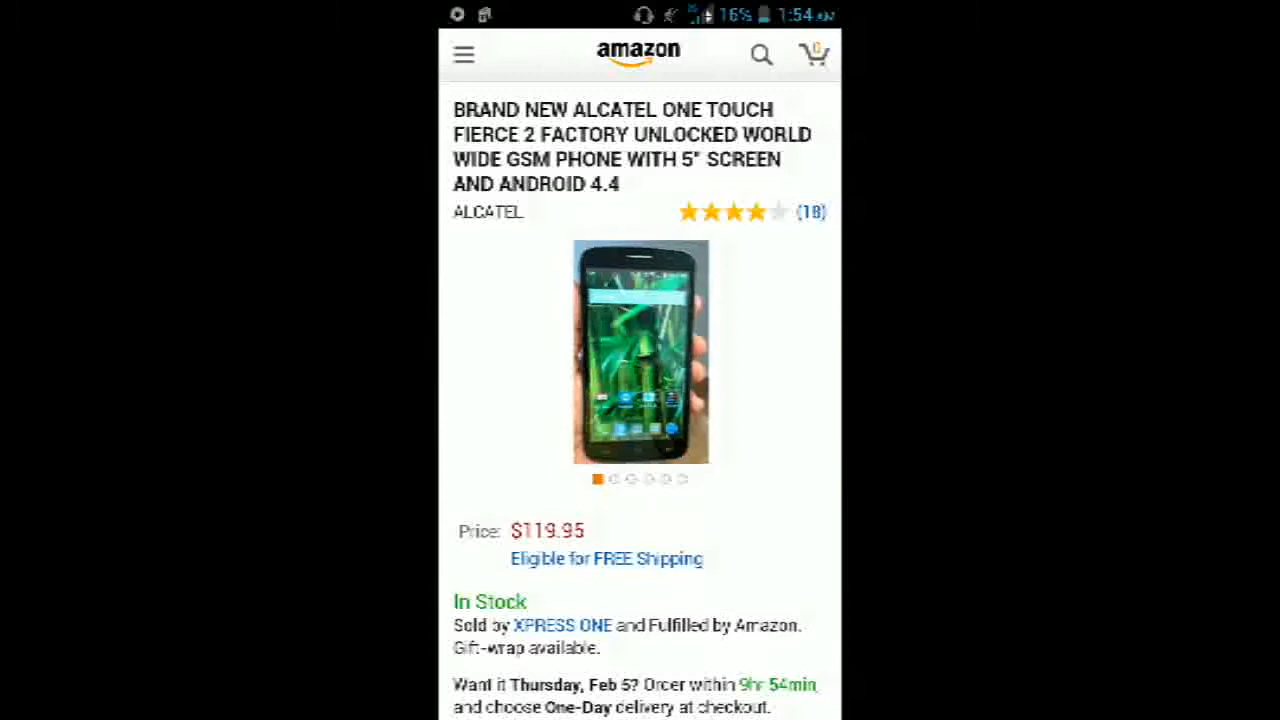 16% 1:54 AM
amazon
0
BRAND NEW ALCATEL ONE TOUCH
FIERCE 2 FACTORY UNLOCKED WORLD
WIDE GSM PHONE WITH 5" SCREEN
AND ANDROID 4.4
ALCATEL (18)
Price: $119.95
Eligible for FREE Shipping
In Stock
Sold by XPRESS ONE and Fulfilled by Amazon.
Gift-wrap available.
Want it Thursday, Feb 5? Order within 9hr 54min
and choose One-Day delivery at checkout.